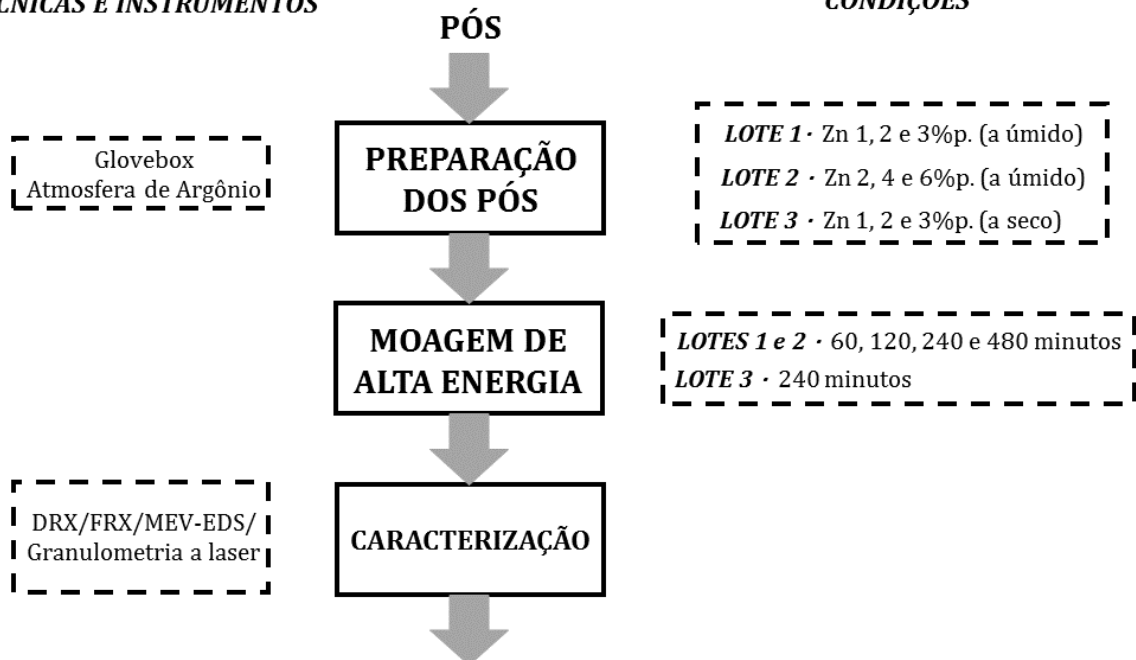 CNICAS E INSTRUMENTOS
CONDIÇÕES
PÓS
Glovebox
Atmosfera de Argônio
PREPARAÇÃO
DOS PÓS
LOTE 1 · Zn 1, 2 e 3%p. (a úmido)
LOTE 2 · Zn 2, 4 e 6%p. (a úmido)
LOTE 3 · Zn 1, 2 e 3%p. (a seco)
MOAGEM DE
ALTA ENERGIA
LOTES 1 e 2 · 60, 120, 240 e 480 minutos
LOTE 3 · 240 minutos
DRX/FRX/MEV-EDS/
Granulometria a laser
CARACTERIZAÇÃO